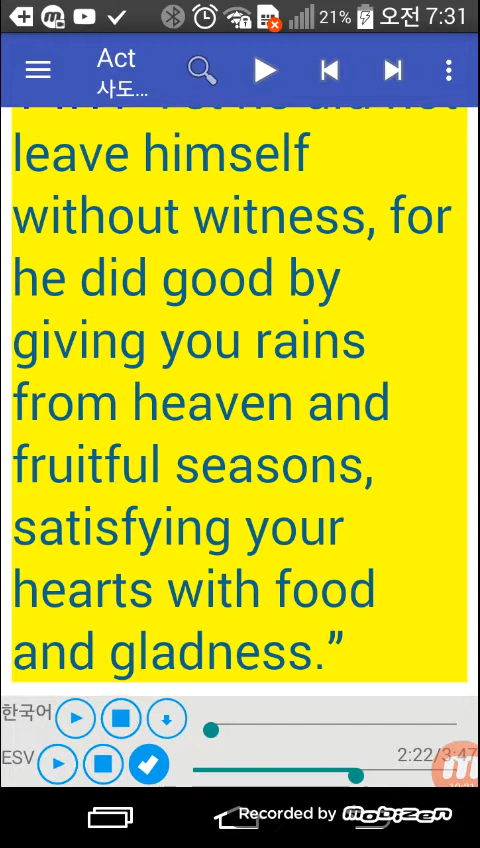 21% 오전 7:31
Act
사도...
leave himself
without witness, for
he did good by
giving you rains
from heaven and
fruitful seasons,
satisfying your
hearts with food
and gladness.”
한국어
ESV
2:22/3:47
Recorded by Mobizen